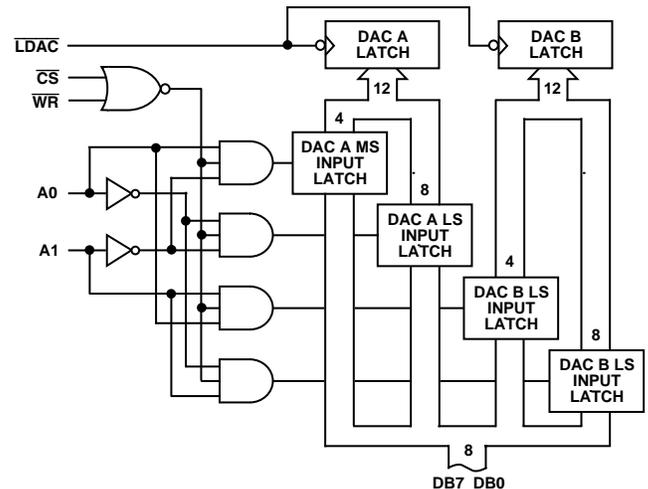 DAC A
LATCH
DAC B
LATCH
LDAC
CS
WR
12
12
4
DAC A MS
INPUT
LATCH
A0
8
DAC A LS
INPUT
LATCH
A1
4
DAC B LS
INPUT
LATCH
8
DAC B LS
INPUT
LATCH
8
DB7 DB0